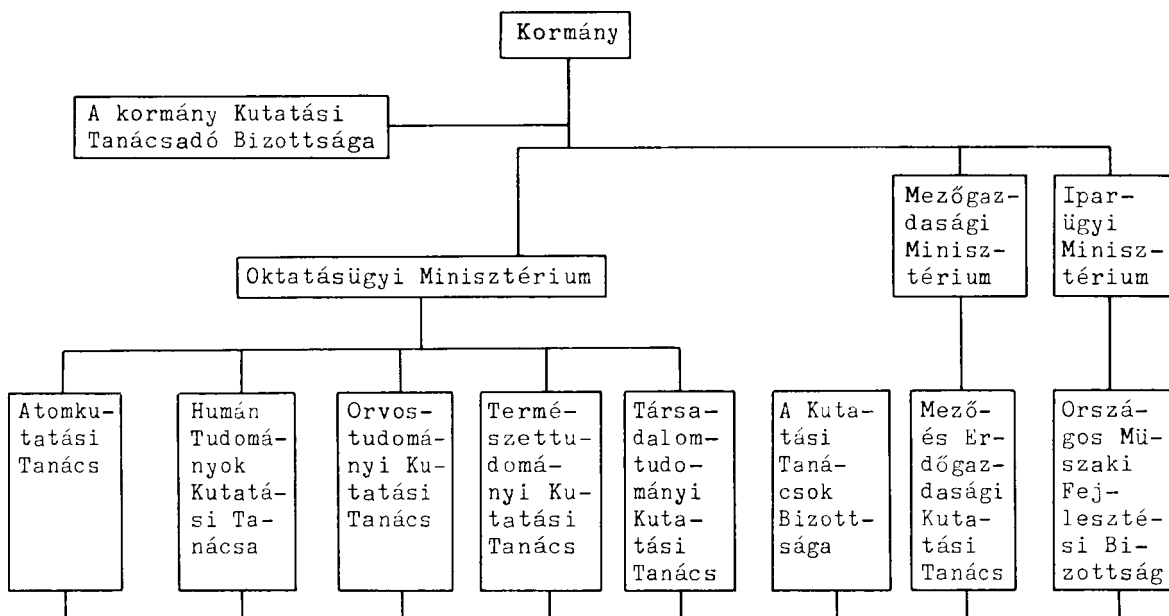 Kormány
A kormány Kutatási
Tanácsadó Bizottsága
Mezőgaz-
dasági
Minisz-
térium
Ipar-
ügyi
Minisz-
térium
Oktatásügyi Minisztérium
Atomku-
tatási
Tanács
Humán
Tudomá-
nyok
Kutatá-
si Ta-
nácsa
Orvos-
tudomá-
nyi Ku-
tatási
Tanács
Termé-
szettu-
domá-
nyi Ku-
tatási
Tanács
Társa-
dalom-
tudo-
mányi
Kuta-
tási
Tanács
A Kuta-
tási
Taná-
csok
Bizott-
sága
Mező-
és Er-
dőgaz-
dasági
Kuta-
tási
Tanács
Orszá-
gos Mü-
szaki
Fej-
leszté-
si Bi-
zottság